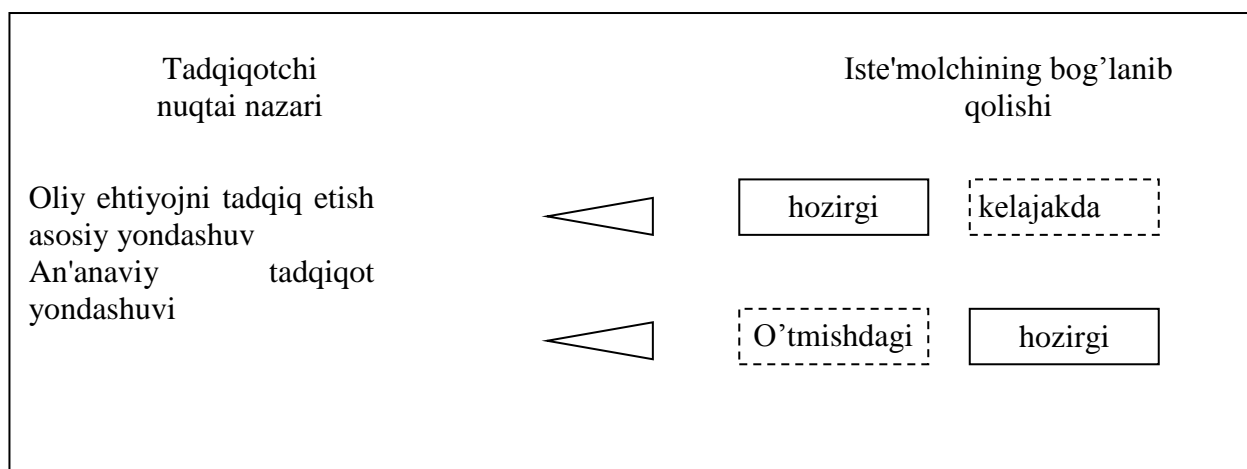 Tadqiqotchi
nuqtai nazari
Iste'molchining bog’lanib
qolishi
Oliy ehtiyojni tadqiq etish
asosiy yondashuv
An'anaviy tadqiqot
yondashuvi
hozirgi
kelajakda
O’tmishdagi
hozirgi